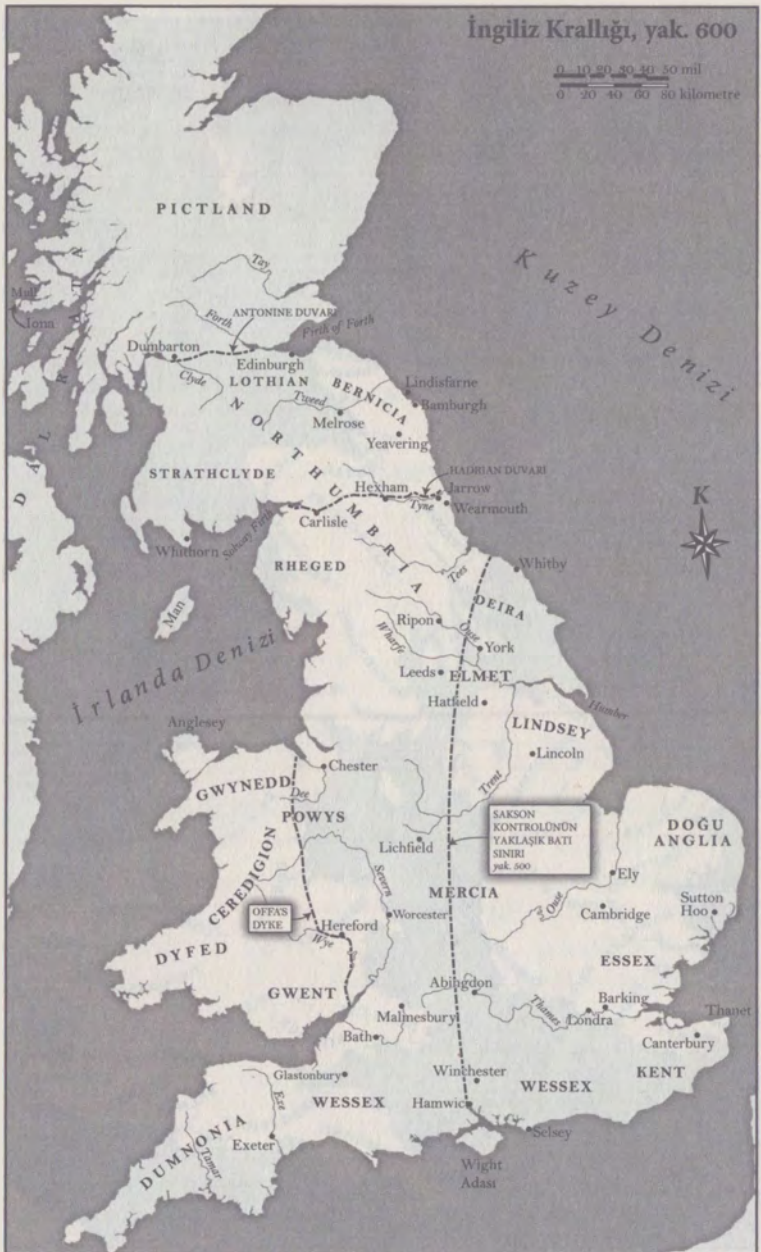 İngiliz Krallığı, yak. 600
0 10 20 30 40 50 mil
0 20 40 60 80 kilometre
PICTLAND
Kuzey Denizi
Tay
Mull
Iona
DÁL RIATA
Forth
ANTONINE DUVARI
Firth of Forth
Dumbarton
Edinburgh
Clyde
LOTHIAN
BERNICIA
Lindisfarne
Bamburgh
Tweed
Melrose
Yeavering
NORTHUMBRIA
STRATHCLYDE
HADRIAN DUVARI
Hexham
Jarrow
Tyne
Wearmouth
Carlisle
K
Whithorn
RHEGED
Tees
Whitby
DEIRA
Man
Ripon
Ouse
York
Wharfe
Leeds
ELMET
İrlanda Denizi
Hatfield
Humber
LINDSEY
Anglesey
Lincoln
Chester
GWYNEDD
Dee
Trent
POWYS
SAKSON
KONTROLÜNÜN
YAKLAŞIK BATI
SINIRI
yak. 500
DOĞU
ANGLIA
Lichfield
CEREDIGION
Severn
MERCIA
Ely
Ouse
Cambridge
Sutton
Hoo
OFFA'S
DYKE
Worcester
Hereford
Wye
DYFED
ESSEX
GWENT
Abingdon
Malmesbury
Thames
Barking
Londra
Thanet
Bath
Canterbury
Glastonbury
Winchester
KENT
WESSEX
WESSEX
Exe
Hamwic
Selsey
DUMNONIA
Exeter
Tamar
Wight
Adası